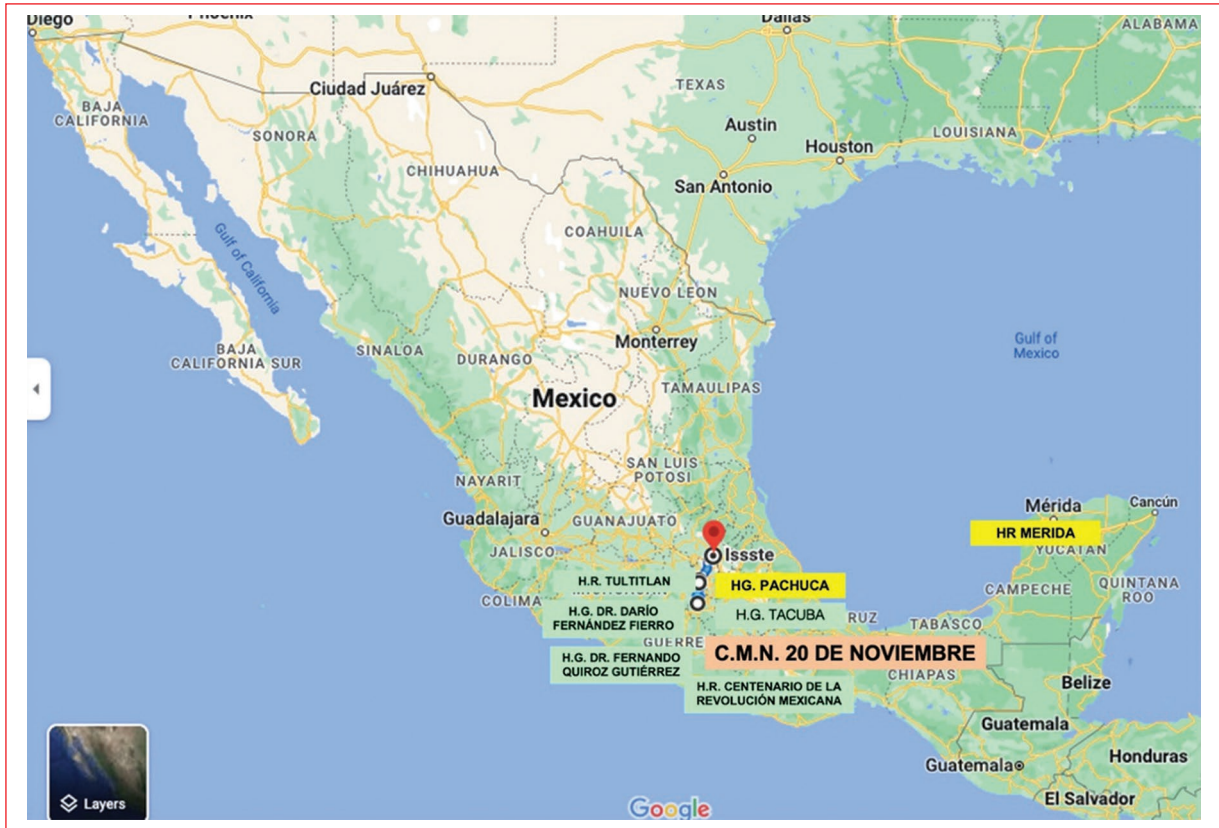 Diego
Phoenix
Dallas
ALABAMA
TEXAS
Ciudad Juárez
BAJA
CALIFORNIA
SONORA
Austin
LOUISIANA
Houston
CHIHUAHUA
San Antonio
COAHUILA
Gulf of California
NUEVO LEON
Monterrey
Gulf of
Mexico
BAJA
CALIFORNIA SUR
SINALOA
DURANGO
TAMAULIPAS
Mexico
SAN LUIS
POTOSI
NAYARIT
Guadalajara
GUANAJUATO
Mérida
Cancún
HR MERIDA
YUCATAN
JALISCO
Issste
H.R. TULTITLAN
HG. PACHUCA
CAMPECHE
QUINTANA
ROO
COLIMA
H.G. DR. DARÍO
FERNÁNDEZ FIERRO
H.G. TACUBA
RUZ
TABASCO
GUERRE
C.M.N. 20 DE NOVIEMBRE
H.G. DR. FERNANDO
QUIROZ GUTIÉRREZ
CHIAPAS
H.R. CENTENARIO DE LA
REVOLUCIÓN MEXICANA
Belize
Guatemala
Guatemala
Honduras
El Salvador
Layers
Google